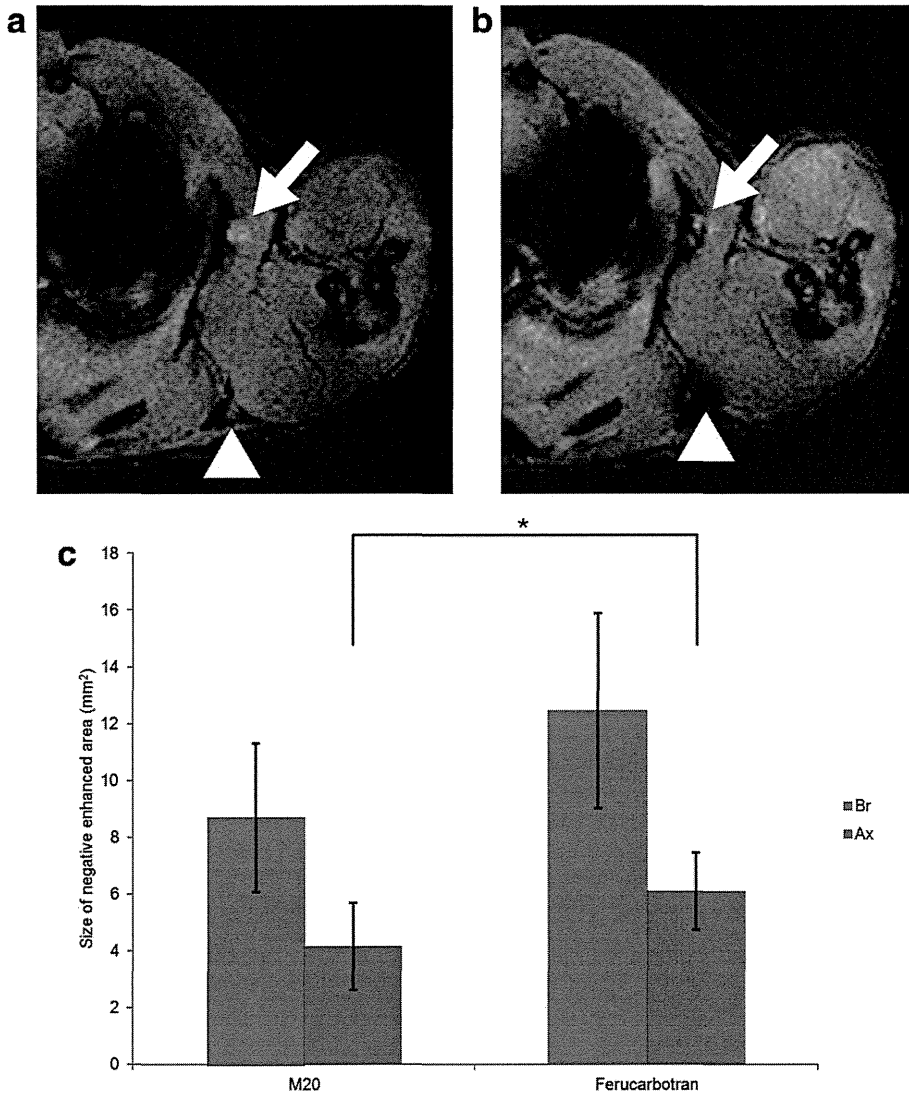 a
b
c
*
Size of negative enhanced area (mm²)
18
16
14
12
10
8
6
4
2
0
M20
Ferucarbotran
Br
Ax